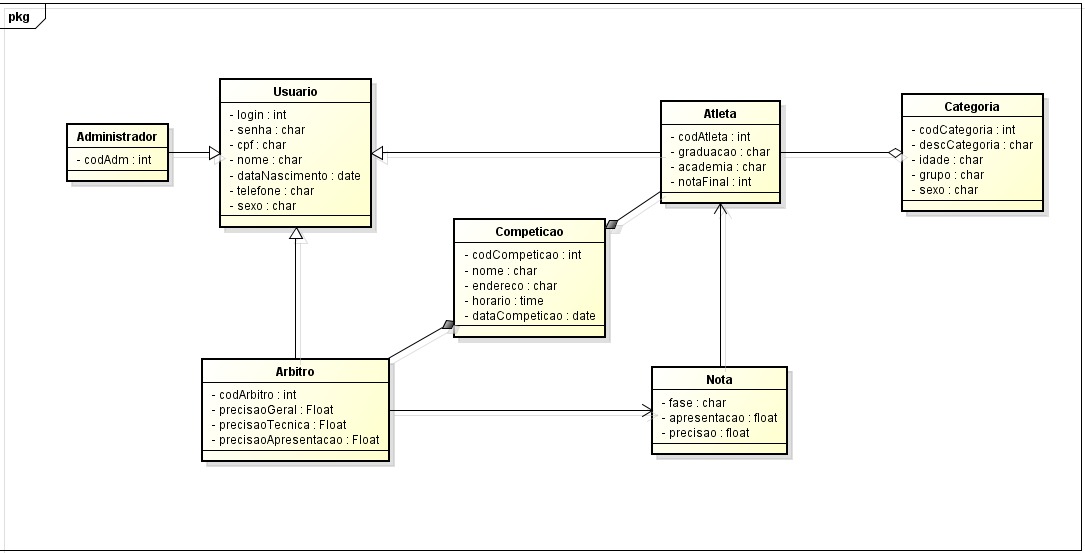 pkg
Usuario
- login : int
- senha : char
- cpf : char
- nome : char
- dataNascimento : date
- telefone : char
- sexo : char
Administrador
- codAdm : int
Atleta
- codAtleta : int
- graduacao : char
- academia : char
- notaFinal : int
Categoria
- codCategoria : int
- descCategoria : char
- idade : char
- grupo : char
- sexo : char
Competicao
- codCompeticao : int
- nome : char
- endereco : char
- horario : time
- dataCompeticao : date
Arbitro
- codArbitro : int
- precisaoGeral : Float
- precisaoTecnica : Float
- precisaoApresentacao : Float
Nota
- fase : char
- apresentacao : float
- precisao : float